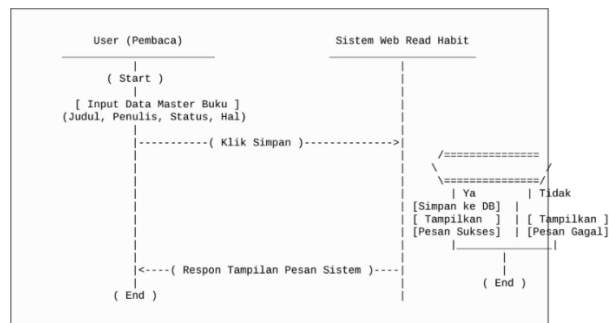 User (Pembaca) Sistem Web Read Habit
( Start )
[ Input Data Master Buku ]
(Judul, Penulis, Status, Hal)
( Klik Simpan )
Ya Tidak
[Simpan ke DB]
[ Tampilkan ] [ Tampilkan ]
[Pesan Sukses] [Pesan Gagal]
( Respon Tampilan Pesan Sistem )
( End )
( End )